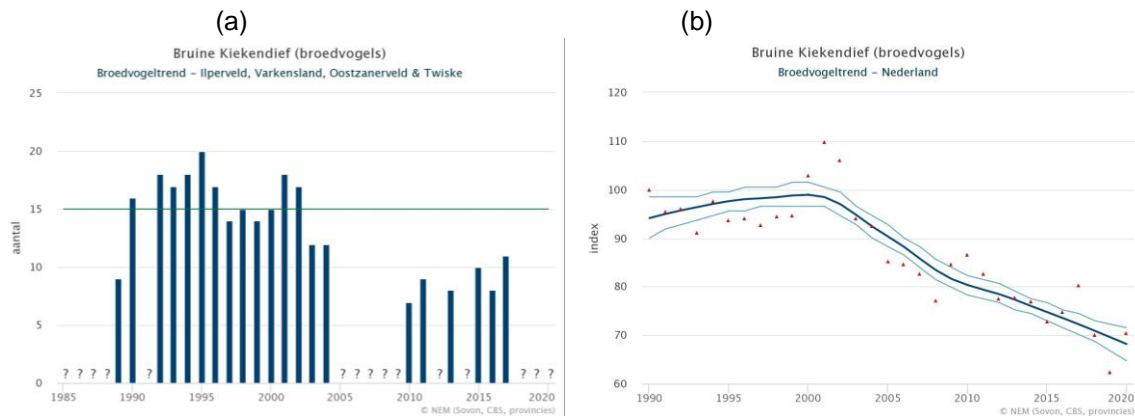 (a)
Bruine Kiekendief (broedvogels)
Broedvogeltrend – Ilperveld, Varkensland, Oostzanerveld & Twiske
25
20
15
10
5
0
aantal
? ? ? ? ? ? ? ? ? ? ? ? ? ? ?
1985 1990 1995 2000 2005 2010 2015 2020
© NEM (Sovon, CBS, provincies)
(b)
Bruine Kiekendief (broedvogels)
Broedvogeltrend – Nederland
120
110
100
90
80
70
60
index
1990 1995 2000 2005 2010 2015 2020
© NEM (Sovon, CBS, provincies)